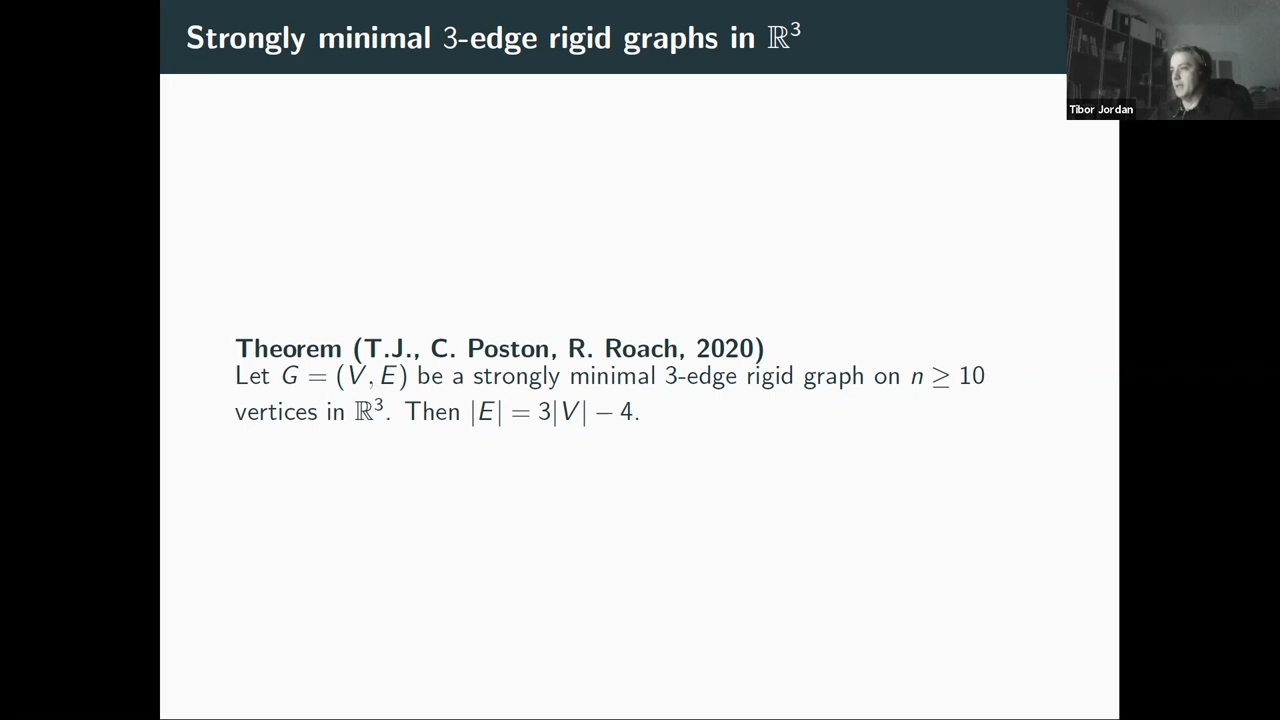 Strongly minimal 3-edge rigid graphs in ℝ³
Tibor Jordan
Theorem (T.J., C. Poston, R. Roach, 2020)
Let G = (V, E) be a strongly minimal 3-edge rigid graph on n ≥ 10
vertices in ℝ³. Then |E| = 3|V| − 4.